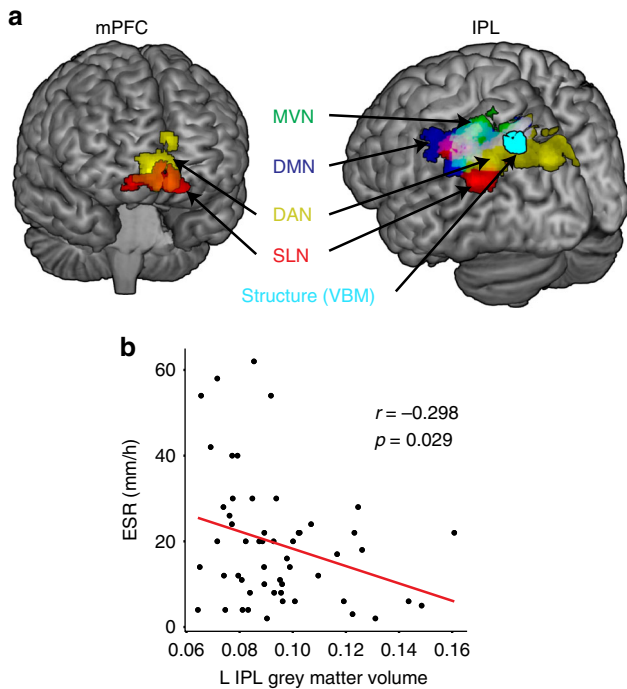 a
mPFC
IPL
MVN
DMN
DAN
SLN
Structure (VBM)
b
60
40
20
0
ESR (mm/h)
r = −0.298
p = 0.029
0.06 0.08 0.10 0.12 0.14 0.16
L IPL grey matter volume